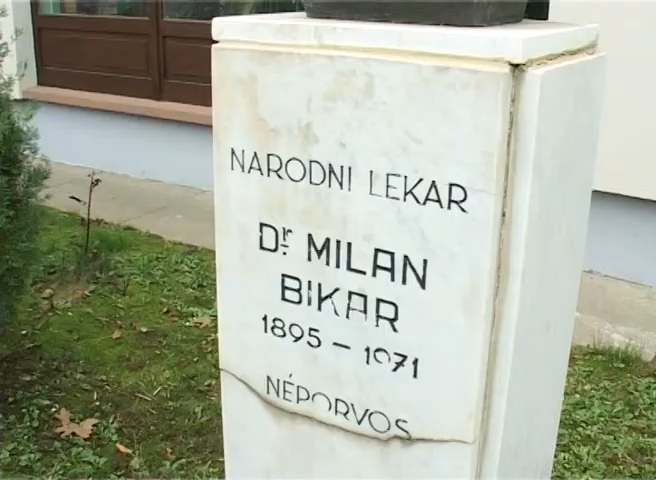 NARODNI LEKAR
Dr. MILAN
BIKAR
1895 – 1971
NÉPORVOS